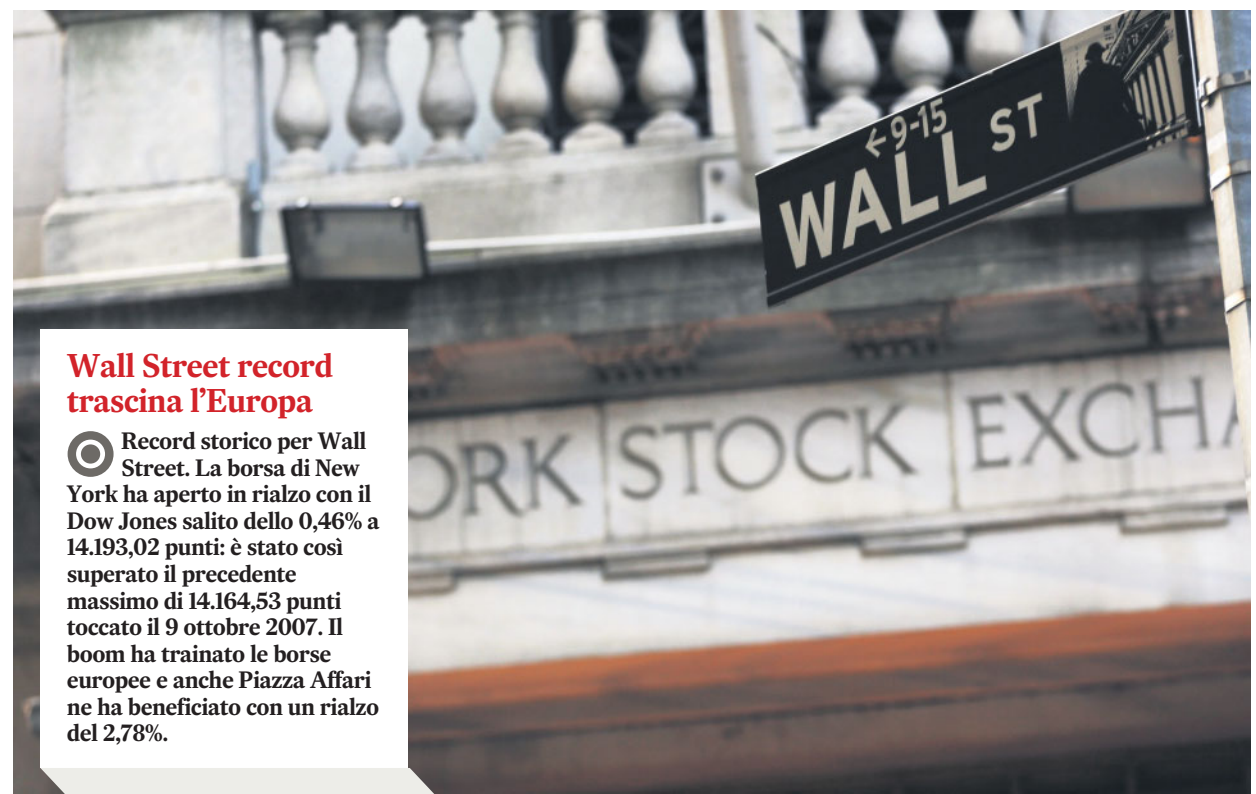 ←9-15
WALL ST
ORK STOCK EXCHA
Wall Street record
trascina l'Europa
Record storico per Wall
Street. La borsa di New
York ha aperto in rialzo con il
Dow Jones salito dello 0,46% a
14.193,02 punti: è stato così
superato il precedente
massimo di 14.164,53 punti
toccato il 9 ottobre 2007. Il
boom ha trainato le borse
europee e anche Piazza Affari
ne ha beneficiato con un rialzo
del 2,78%.